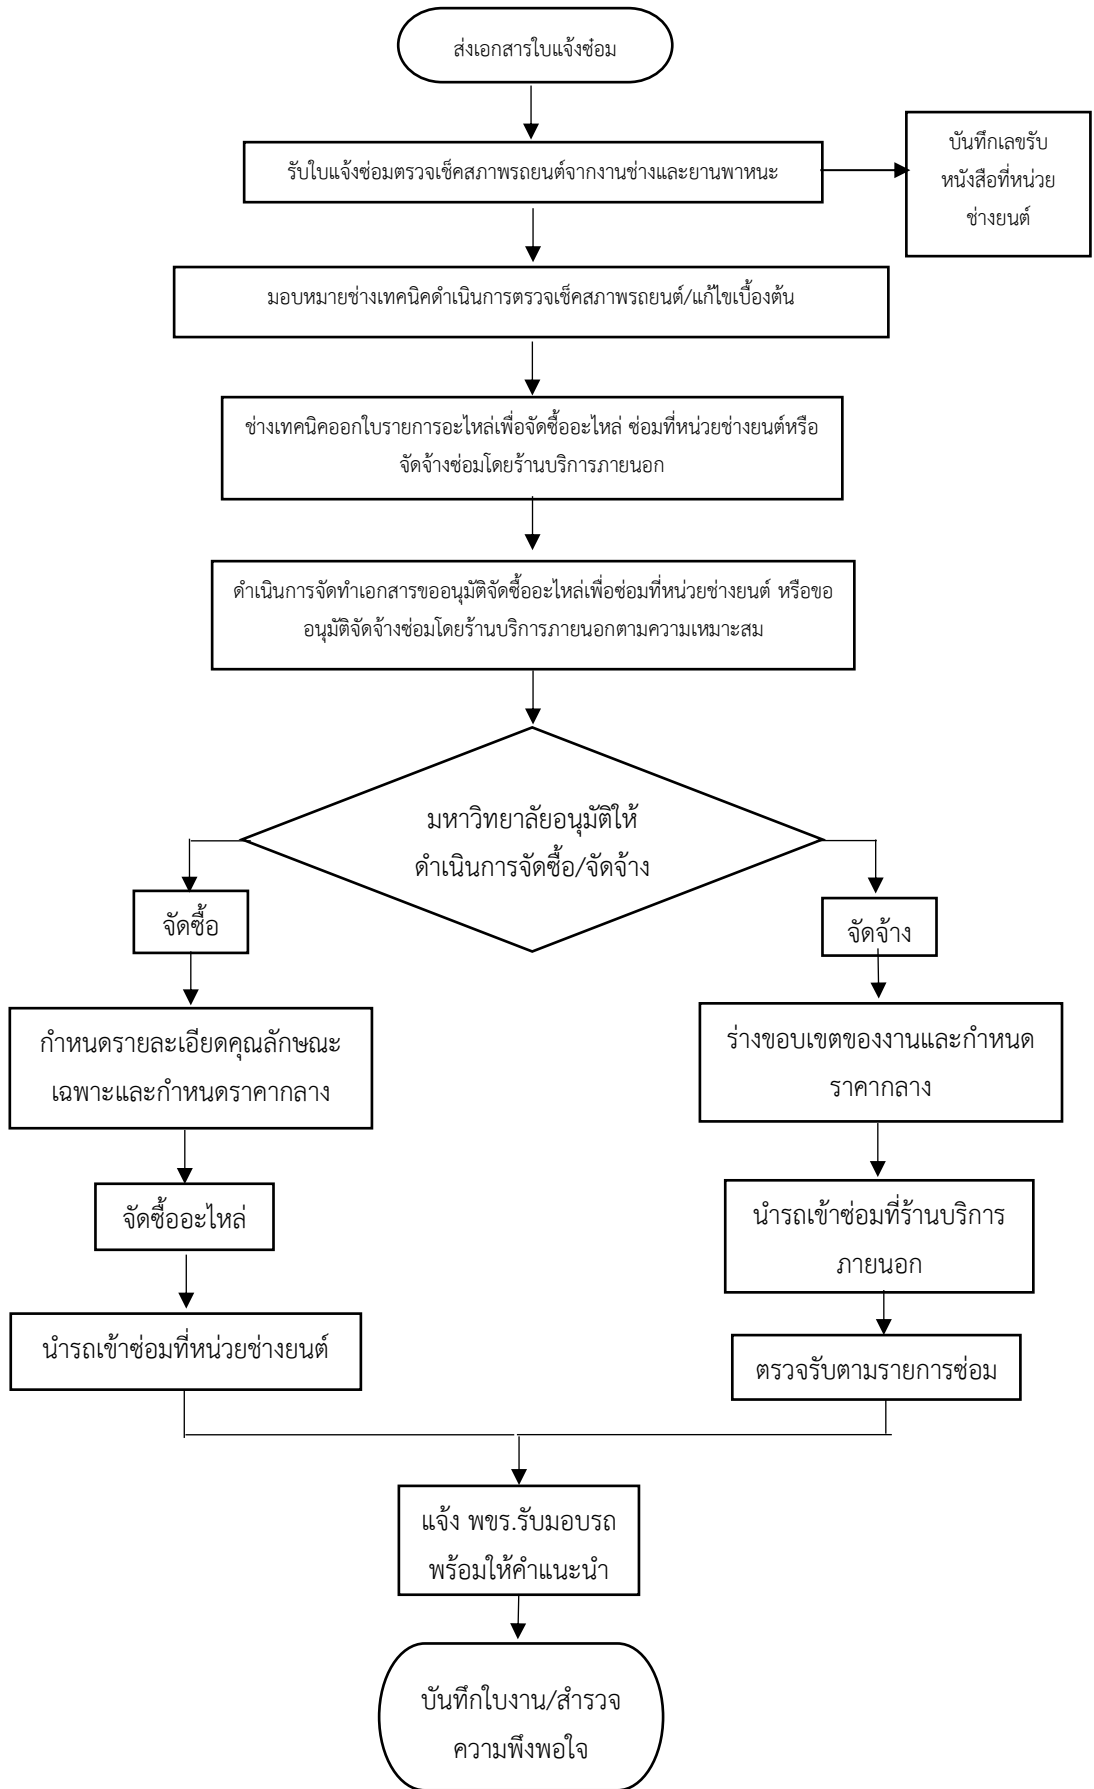 ส่งเอกสารใบแจ้งซ่อม
รับใบแจ้งซ่อมตรวจเช็คสภาพรถยนต์จากงานช่างและยานพาหนะ
บันทึกเลขรับ
หนังสือที่หน่วย
ช่างยนต์
มอบหมายช่างเทคนิคดำเนินการตรวจเช็คสภาพรถยนต์/แก้ไขเบื้องต้น
ช่างเทคนิคออกใบรายการอะไหล่เพื่อจัดซื้ออะไหล่ ซ่อมที่หน่วยช่างยนต์หรือ
จัดจ้างซ่อมโดยร้านบริการภายนอก
ดำเนินการจัดทำเอกสารขออนุมัติจัดซื้ออะไหล่เพื่อซ่อมที่หน่วยช่างยนต์ หรือขอ
อนุมัติจัดจ้างซ่อมโดยร้านบริการภายนอกตามความเหมาะสม
มหาวิทยาลัยอนุมัติให้
ดำเนินการจัดซื้อ/จัดจ้าง
จัดซื้อ
จัดจ้าง
กำหนดรายละเอียดคุณลักษณะ
เฉพาะและกำหนดราคากลาง
ร่างขอบเขตของงานและกำหนด
ราคากลาง
จัดซื้ออะไหล่
นำรถเข้าซ่อมที่ร้านบริการ
ภายนอก
นำรถเข้าซ่อมที่หน่วยช่างยนต์
ตรวจรับตามรายการซ่อม
แจ้ง พขร.รับมอบรถ
พร้อมให้คำแนะนำ
บันทึกใบงาน/สำรวจ
ความพึงพอใจ